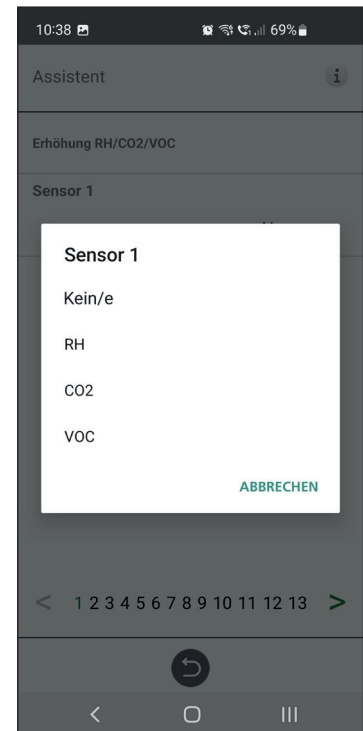 10:38 69%
Assistent i
Erhöhung RH/CO2/VOC
Sensor 1
Sensor 1
Kein/e
RH
CO2
VOC
ABBRECHEN
< 1 2 3 4 5 6 7 8 9 10 11 12 13 >